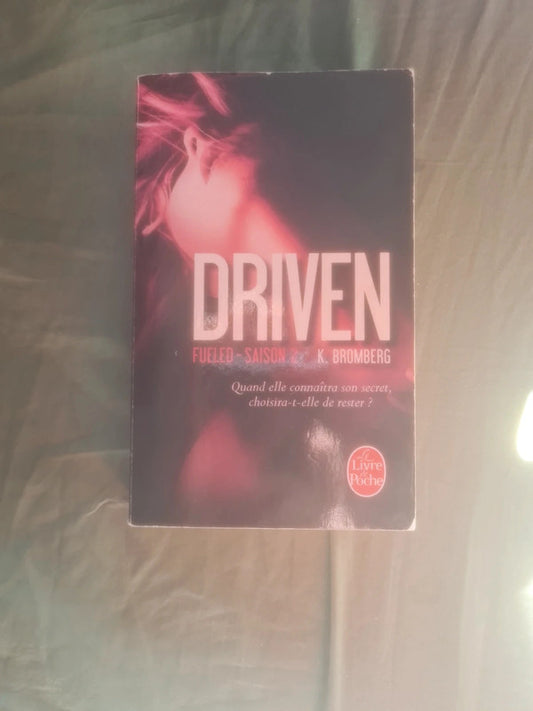 DRIVEN
FUELED - SAISON K. BROMBERG
Quand elle connaîtra son secret,
choisira-t-elle de rester ?
Le
Livre
de
Poche